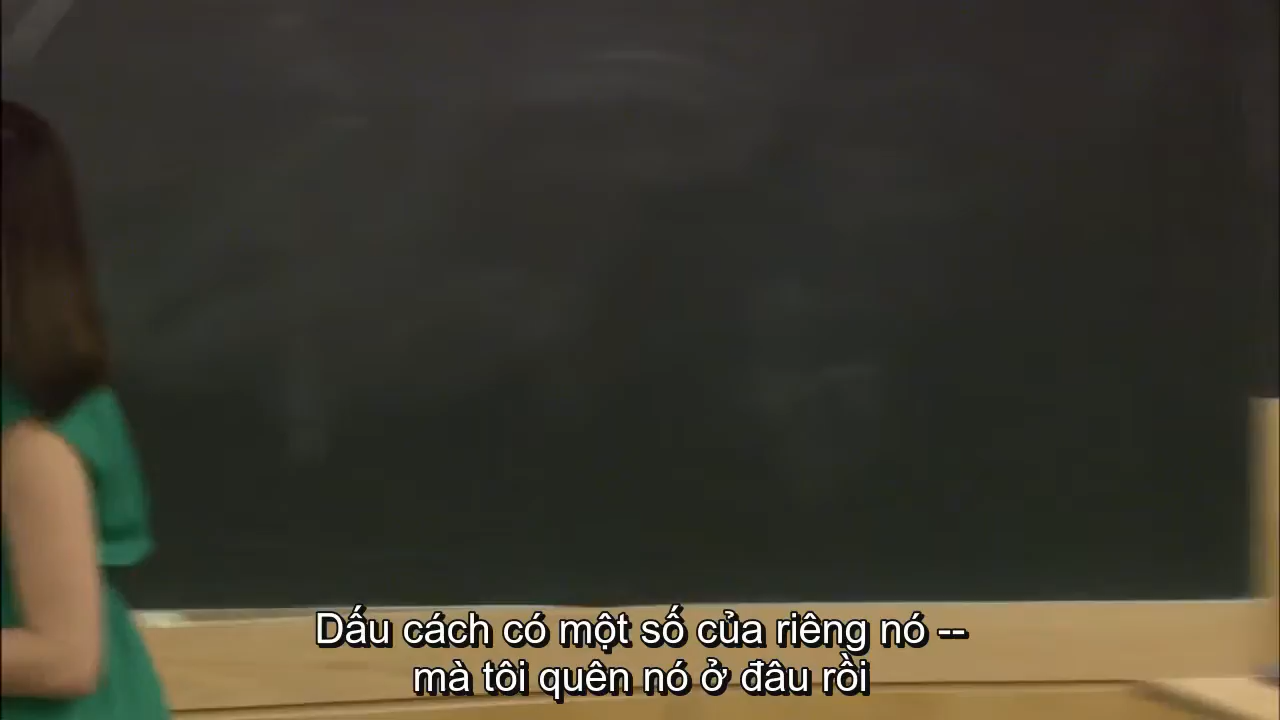 Dấu cách có một số của riêng nó --
mà tôi quên nó ở đâu rồi